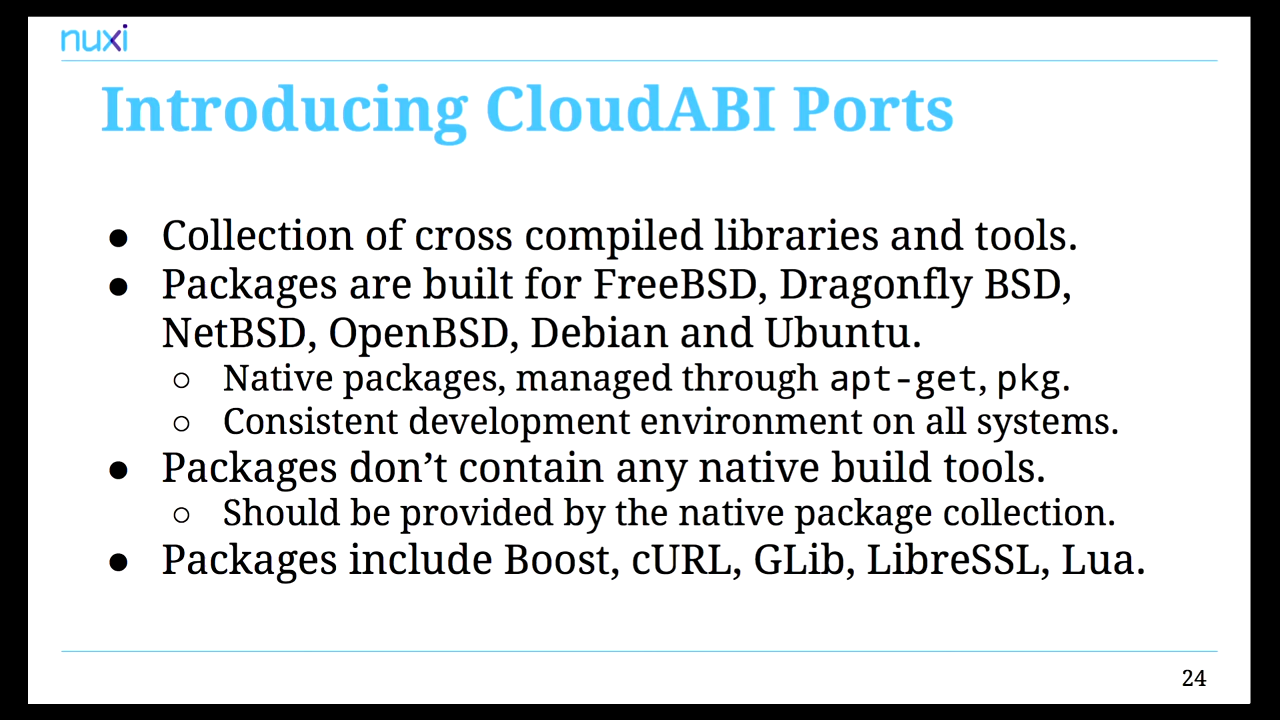 nuxi
Introducing CloudABI Ports
● Collection of cross compiled libraries and tools.
● Packages are built for FreeBSD, Dragonfly BSD,
NetBSD, OpenBSD, Debian and Ubuntu.
○ Native packages, managed through apt-get, pkg.
○ Consistent development environment on all systems.
● Packages don’t contain any native build tools.
○ Should be provided by the native package collection.
● Packages include Boost, cURL, GLib, LibreSSL, Lua.
24